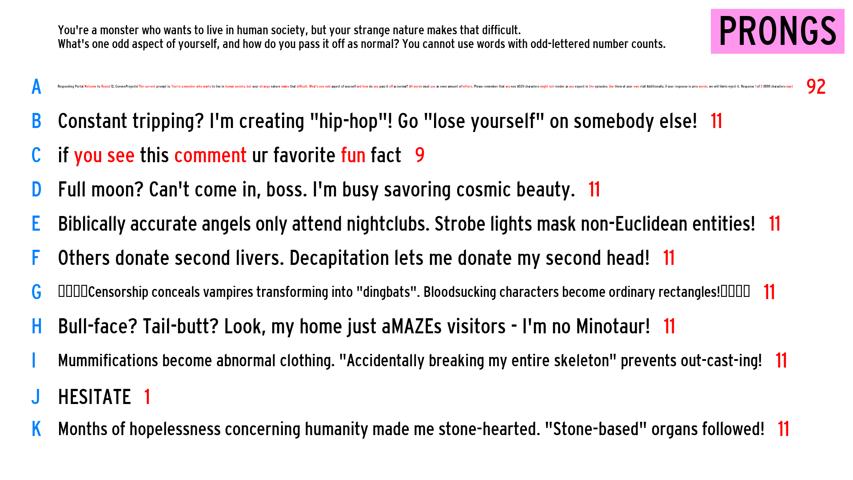 You're a monster who wants to live in human society, but your strange nature makes that difficult.
What's one odd aspect of yourself, and how do you pass it off as normal? You cannot use words with odd-lettered number counts.
PRONGS
A 92
B Constant tripping? I'm creating "hip-hop"! Go "lose yourself" on somebody else! 11
C if you see this comment ur favorite fun fact 9
D Full moon? Can't come in, boss. I'm busy savoring cosmic beauty. 11
E Biblically accurate angels only attend nightclubs. Strobe lights mask non-Euclidean entities! 11
F Others donate second livers. Decapitation lets me donate my second head! 11
G ▯▯▯▯Censorship conceals vampires transforming into "dingbats". Bloodsucking characters become ordinary rectangles!▯▯▯▯ 11
H Bull-face? Tail-butt? Look, my home just aMAZEs visitors - I'm no Minotaur! 11
I Mummifications become abnormal clothing. "Accidentally breaking my entire skeleton" prevents out-cast-ing! 11
J HESITATE 1
K Months of hopelessness concerning humanity made me stone-hearted. "Stone-based" organs followed! 11